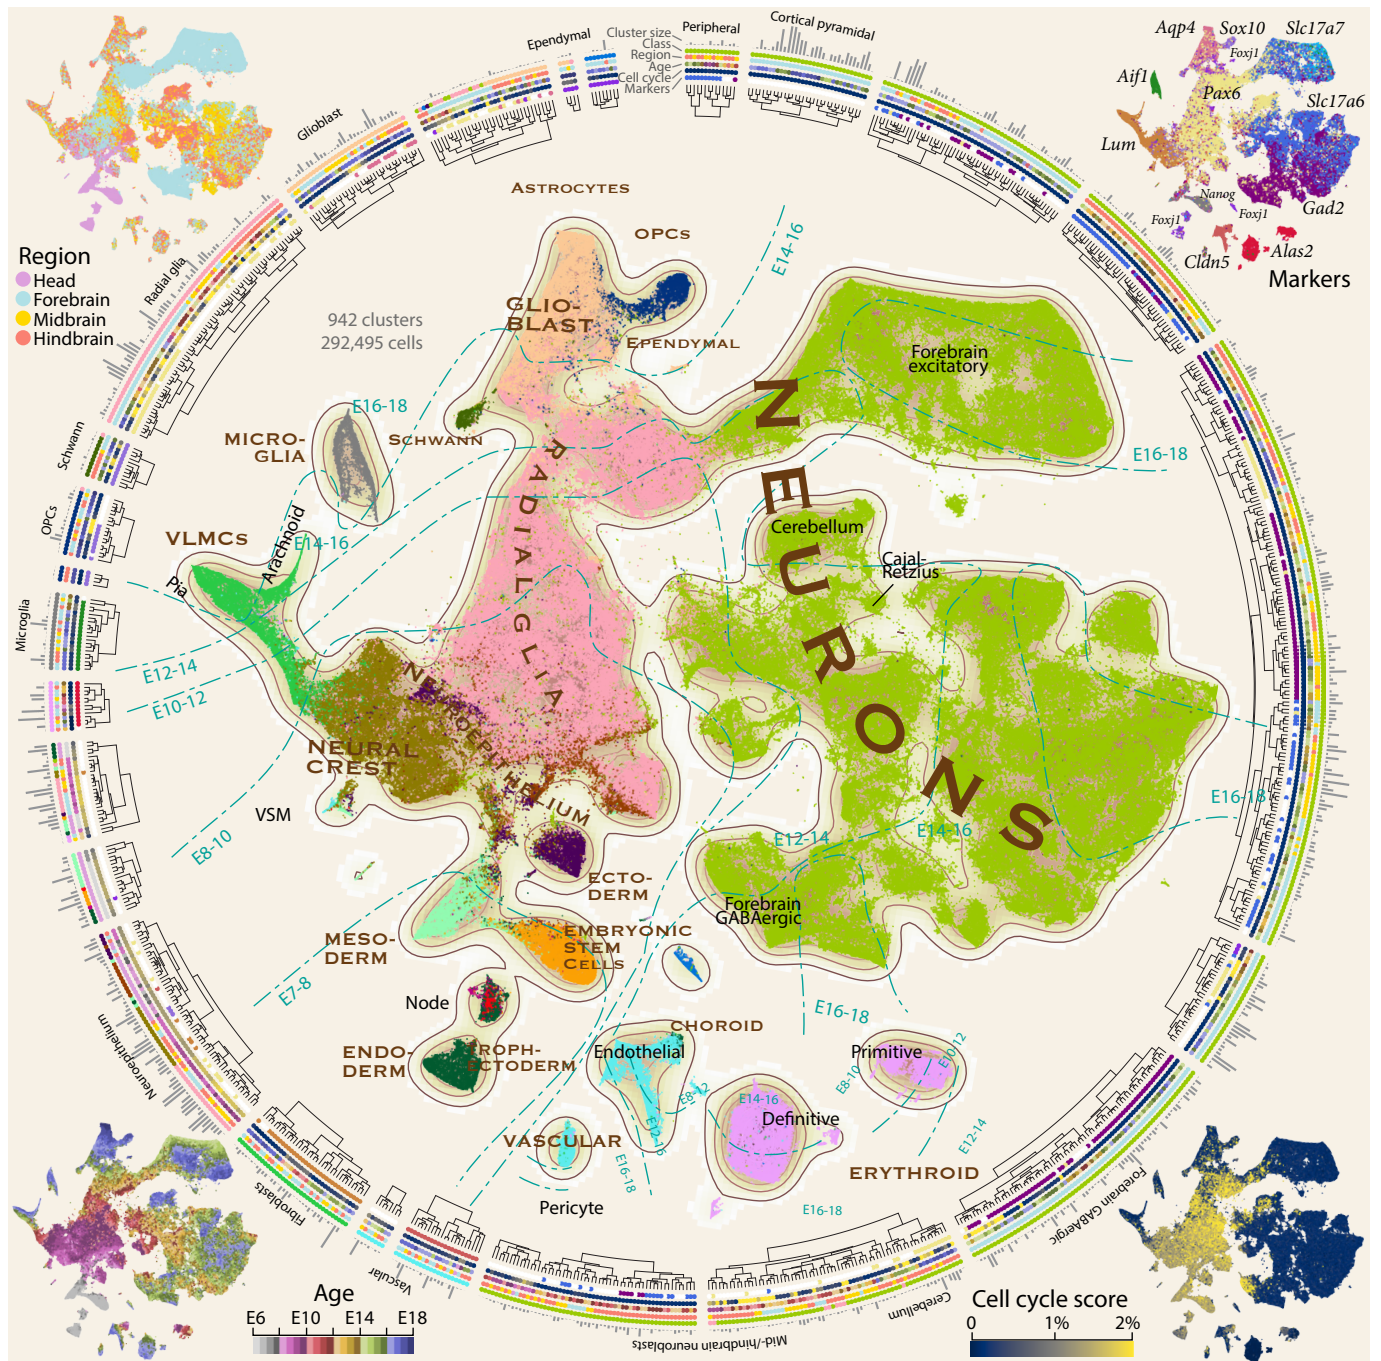 Cortical pyramidal
Peripheral
Ependymal
Cluster size
Class
Region
Age
Cell cycle
Markers
Glioblast
Radial glia
Schwann
OPCs
Microglia
Neuroepithelium
Fibroblasts
Vascular
Mid-/hindbrain neuroblasts
Cerebellum
Forebrain GABAergic
Aqp4
Sox10
Slc17a7
Foxj1
Aif1
Pax6
Slc17a6
Lum
Nanog
Foxj1
Foxj1
Gad2
Cldn5
Alas2
Markers
Region
Head
Forebrain
Midbrain
Hindbrain
942 clusters
292,495 cells
ASTROCYTES
OPCs
E14-16
GLIO-
BLAST
EPENDYMAL
Forebrain
excitatory
E16-18
MICRO-
GLIA
SCHWANN
E16-18
NEURONS
RADIAL GLIA
VLMCs
Arachnoid
E14-16
Pia
Cerebellum
Cajal-
Retzius
E12-14
E10-12
NEUROEPITHELIUM
NEURAL
CREST
VSM
E8-10
E16-18
E12-14
E14-16
ECTO-
DERM
Forebrain
GABAergic
MESO-
DERM
EMBRYONIC
STEM
CELLS
E7-8
Node
E16-18
CHOROID
ENDO-
DERM
TROPH-
ECTODERM
Endothelial
Primitive
E10-12
E8-10
E8-12
E14-16
Definitive
E12-15
E12-14
VASCULAR
E16-18
ERYTHROID
Pericyte
E16-18
Age
E6 E10 E14 E18
Cell cycle score
0 1% 2%